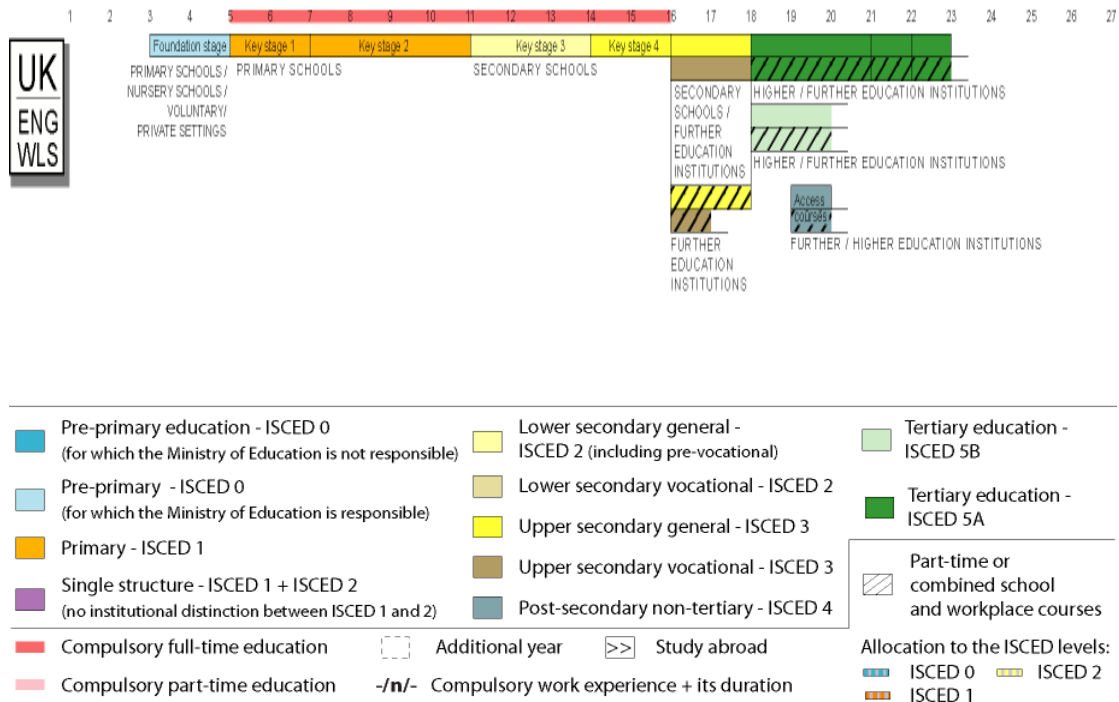 1 2 3 4 5 6 7 8 9 10 11 12 13 14 15 16 17 18 19 20 21 22 23 24 25 26 27
UK
ENG
WLS
Foundation stage Key stage 1 Key stage 2 Key stage 3 Key stage 4
PRIMARY SCHOOLS /
NURSERY SCHOOLS /
VOLUNTARY/
PRIVATE SETTINGS
PRIMARY SCHOOLS
SECONDARY SCHOOLS
SECONDARY
SCHOOLS /
FURTHER
EDUCATION
INSTITUTIONS
HIGHER / FURTHER EDUCATION INSTITUTIONS
HIGHER / FURTHER EDUCATION INSTITUTIONS
Access
courses
FURTHER
EDUCATION
INSTITUTIONS
FURTHER / HIGHER EDUCATION INSTITUTIONS
Pre-primary education - ISCED 0
(for which the Ministry of Education is not responsible)
Pre-primary - ISCED 0
(for which the Ministry of Education is responsible)
Primary - ISCED 1
Single structure - ISCED 1 + ISCED 2
(no institutional distinction between ISCED 1 and 2)
Lower secondary general -
ISCED 2 (including pre-vocational)
Lower secondary vocational - ISCED 2
Upper secondary general - ISCED 3
Upper secondary vocational - ISCED 3
Post-secondary non-tertiary - ISCED 4
Tertiary education -
ISCED 5B
Tertiary education -
ISCED 5A
Part-time or
combined school
and workplace courses
Compulsory full-time education
Additional year
>> Study abroad
Compulsory part-time education
-/n/- Compulsory work experience + its duration
Allocation to the ISCED levels:
ISCED 0 ISCED 2
ISCED 1